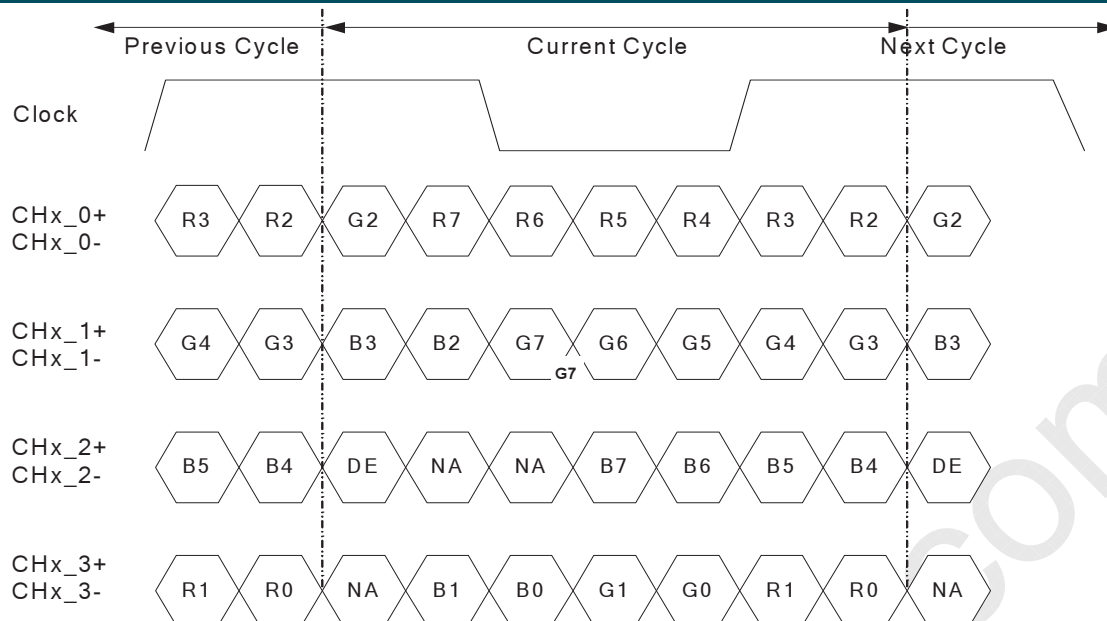 Previous Cycle Current Cycle Next Cycle
Clock
CHx_0+
CHx_0-
R3 R2 G2 R7 R6 R5 R4 R3 R2 G2
CHx_1+
CHx_1-
G4 G3 B3 B2 G7 G6 G5 G4 G3 B3
G7
CHx_2+
CHx_2-
B5 B4 DE NA NA B7 B6 B5 B4 DE
CHx_3+
CHx_3-
R1 R0 NA B1 B0 G1 G0 R1 R0 NA
com